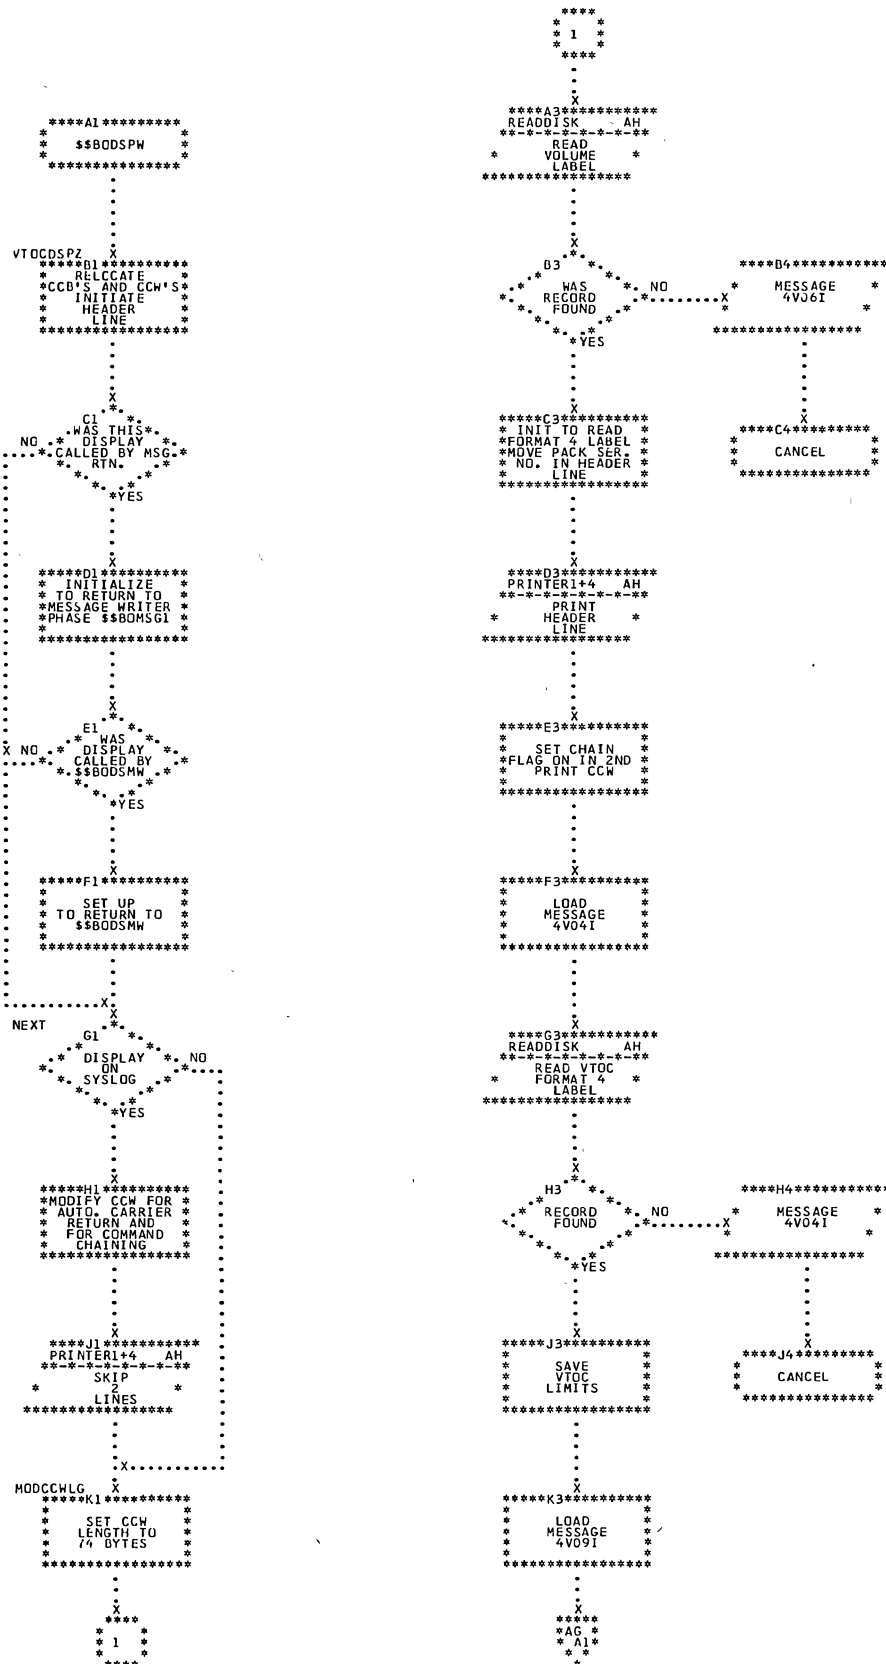 A1
$$BODSPW
VTOCDSPZ
B1
RELCCATE
CCB'S AND CCW'S
INITIATE
HEADER
LINE
C1
WAS THIS
DISPLAY
CALLED BY MSG.
RTN.
NO
YES
D1
INITIALIZE
TO RETURN TO
MESSAGE WRITER
PHASE $$BOMSG1
E1
WAS
DISPLAY
CALLED BY
$$BODSMW
NO
YES
F1
SET UP
TO RETURN TO
$$BODSMW
NEXT
G1
DISPLAY
ON
SYSLOG
NO
YES
H1
MODIFY CCW FOR
AUTO. CARRIER
RETURN AND
FOR COMMAND
CHAINING
J1
PRINTER1+4 AH
SKIP
2
LINES
MODCCWLG
K1
SET CCW
LENGTH TO
74 BYTES
1
1
A3
READDISK AH
READ
VOLUME
LABEL
B3
WAS
RECORD
FOUND
NO
YES
B4
MESSAGE
4V06I
C4
CANCEL
C3
INIT TO READ
FORMAT 4 LABEL
MOVE PACK SER.
NO. IN HEADER
LINE
D3
PRINTER1+4 AH
PRINT
HEADER
LINE
E3
SET CHAIN
FLAG ON IN 2ND
PRINT CCW
F3
LOAD
MESSAGE
4V04I
G3
READDISK AH
READ VTOC
FORMAT 4
LABEL
H3
RECORD
FOUND
NO
YES
H4
MESSAGE
4V04I
J4
CANCEL
J3
SAVE
VTOC
LIMITS
K3
LOAD
MESSAGE
4V09I
AG
A1